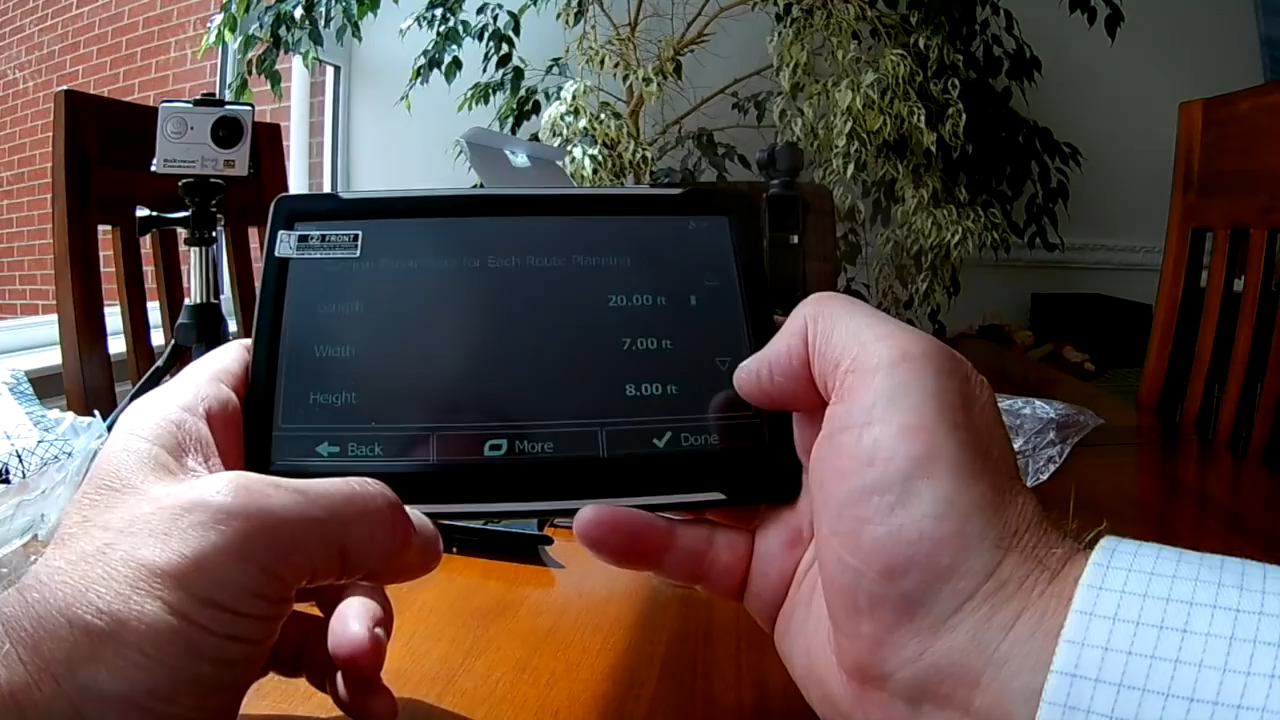 FRONT
for Each Route Planning
Length 20.00 ft
Width 7.00 ft
Height 8.00 ft
Back More Done